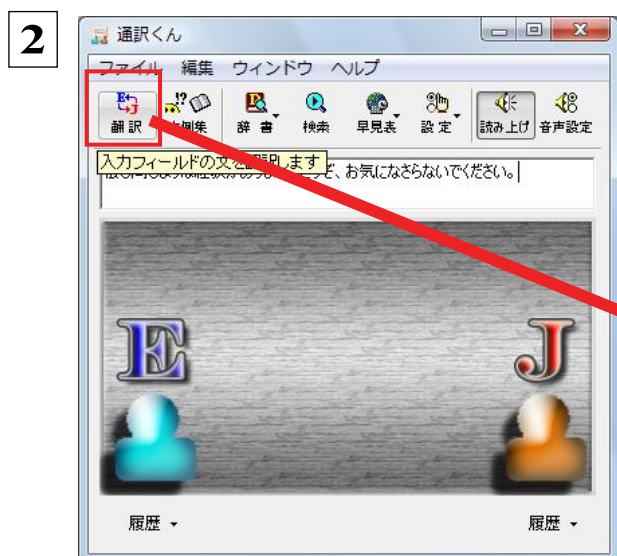 2
通訳くん
ファイル 編集 ウィンドウ ヘルプ
翻訳 文例集 辞書 検索 早見表 設定 読み上げ 音声設定
入力フィールドの文を翻訳します
お気になさらないでください。
E J
履歴 履歴